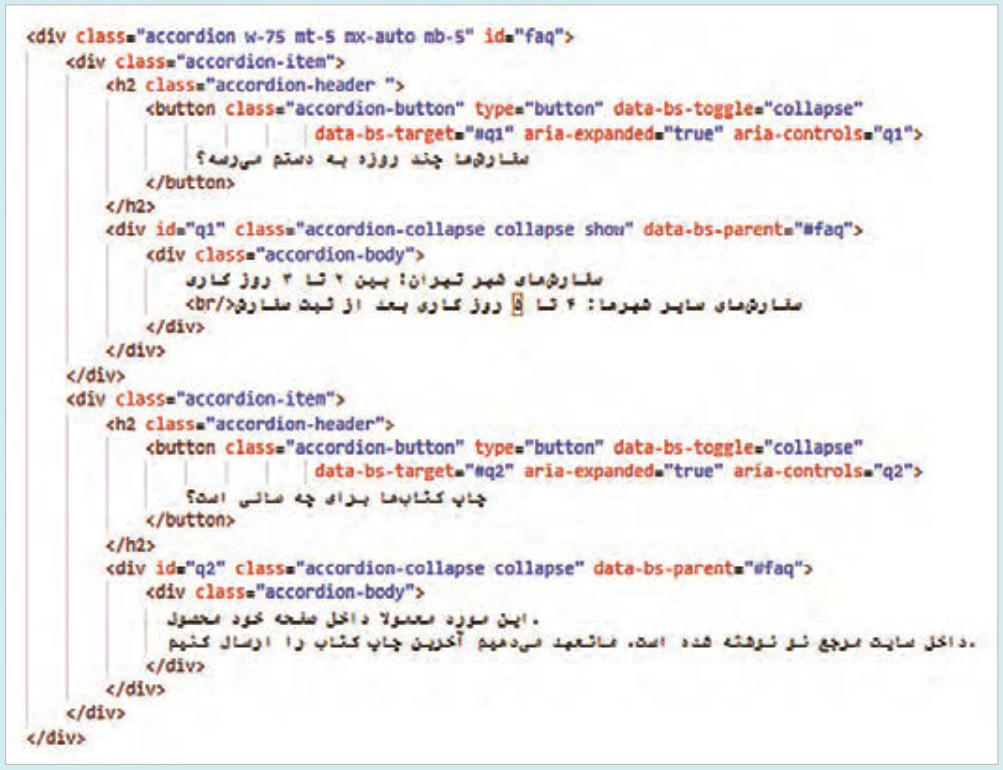 <div class="accordion w-75 mt-5 mx-auto mb-5" id="faq">
<div class="accordion-item">
<h2 class="accordion-header ">
<button class="accordion-button" type="button" data-bs-toggle="collapse"
data-bs-target="#q1" aria-expanded="true" aria-controls="q1">
سفارش‌ها چند روزه به دستم می‌رسه؟
</button>
</h2>
<div id="q1" class="accordion-collapse collapse show" data-bs-parent="#faq">
<div class="accordion-body">
سفارش‌های شهر تهران: بین ۲ تا ۳ روز کاری
سفارش‌های سایر شهرها: ۴ تا ۵ روز کاری بعد از ثبت سفارش<br/>
</div>
</div>
</div>
<div class="accordion-item">
<h2 class="accordion-header">
<button class="accordion-button" type="button" data-bs-toggle="collapse"
data-bs-target="#q2" aria-expanded="true" aria-controls="q2">
چاپ کتاب‌ها برای چه سالی است؟
</button>
</h2>
<div id="q2" class="accordion-collapse collapse" data-bs-parent="#faq">
<div class="accordion-body">
این مورد معمولا داخل صفحه خود محصول.
داخل سایت مرجع نو نوشته شده است. ماتعهد می‌دهیم آخرین چاپ کتاب را ارسال کنیم.
</div>
</div>
</div>
</div>